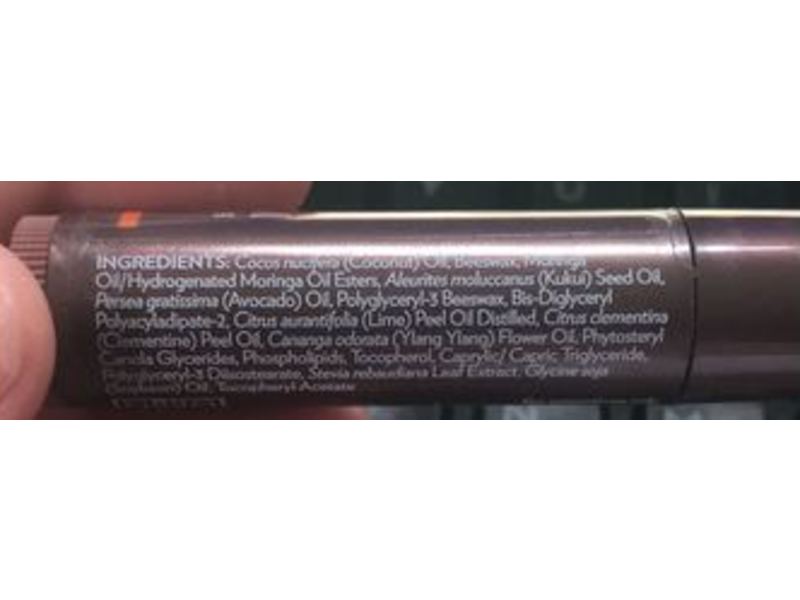 INGREDIENTS: Cocos nucifera (Coconut) Oil, Beeswax, Moringa
Oil/Hydrogenated Moringa Oil Esters, Aleurites moluccanus (Kukui) Seed Oil,
Persea gratissima (Avocado) Oil, Polyglyceryl-3 Beeswax, Bis-Diglyceryl
Polyacyladipate-2, Citrus aurantifolia (Lime) Peel Oil Distilled, Citrus clementina
(Clementine) Peel Oil, Cananga odorata (Ylang Ylang) Flower Oil, Phytosteryl
Canola Glycerides, Phospholipids, Tocopherol, Caprylic/ Capric Triglyceride,
Polyglyceryl-3 Diisostearate, Stevia rebaudiana Leaf Extract, Glycine soja
Oil, Tocopheryl Acetate